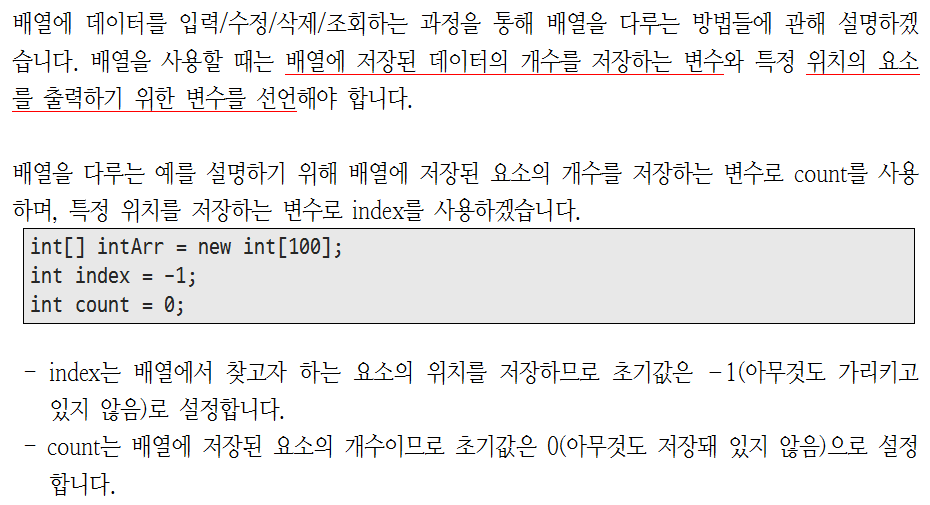 배열에 데이터를 입력/수정/삭제/조회하는 과정을 통해 배열을 다루는 방법들에 관해 설명하겠
습니다. 배열을 사용할 때는 배열에 저장된 데이터의 개수를 저장하는 변수와 특정 위치의 요소
를 출력하기 위한 변수를 선언해야 합니다.
배열을 다루는 예를 설명하기 위해 배열에 저장된 요소의 개수를 저장하는 변수로 count를 사용
하며, 특정 위치를 저장하는 변수로 index를 사용하겠습니다.
int[] intArr = new int[100];
int index = -1;
int count = 0;
- index는 배열에서 찾고자 하는 요소의 위치를 저장하므로 초기값은 -1(아무것도 가리키고
있지 않음)로 설정합니다.
- count는 배열에 저장된 요소의 개수이므로 초기값은 0(아무것도 저장돼 있지 않음)으로 설정
합니다.